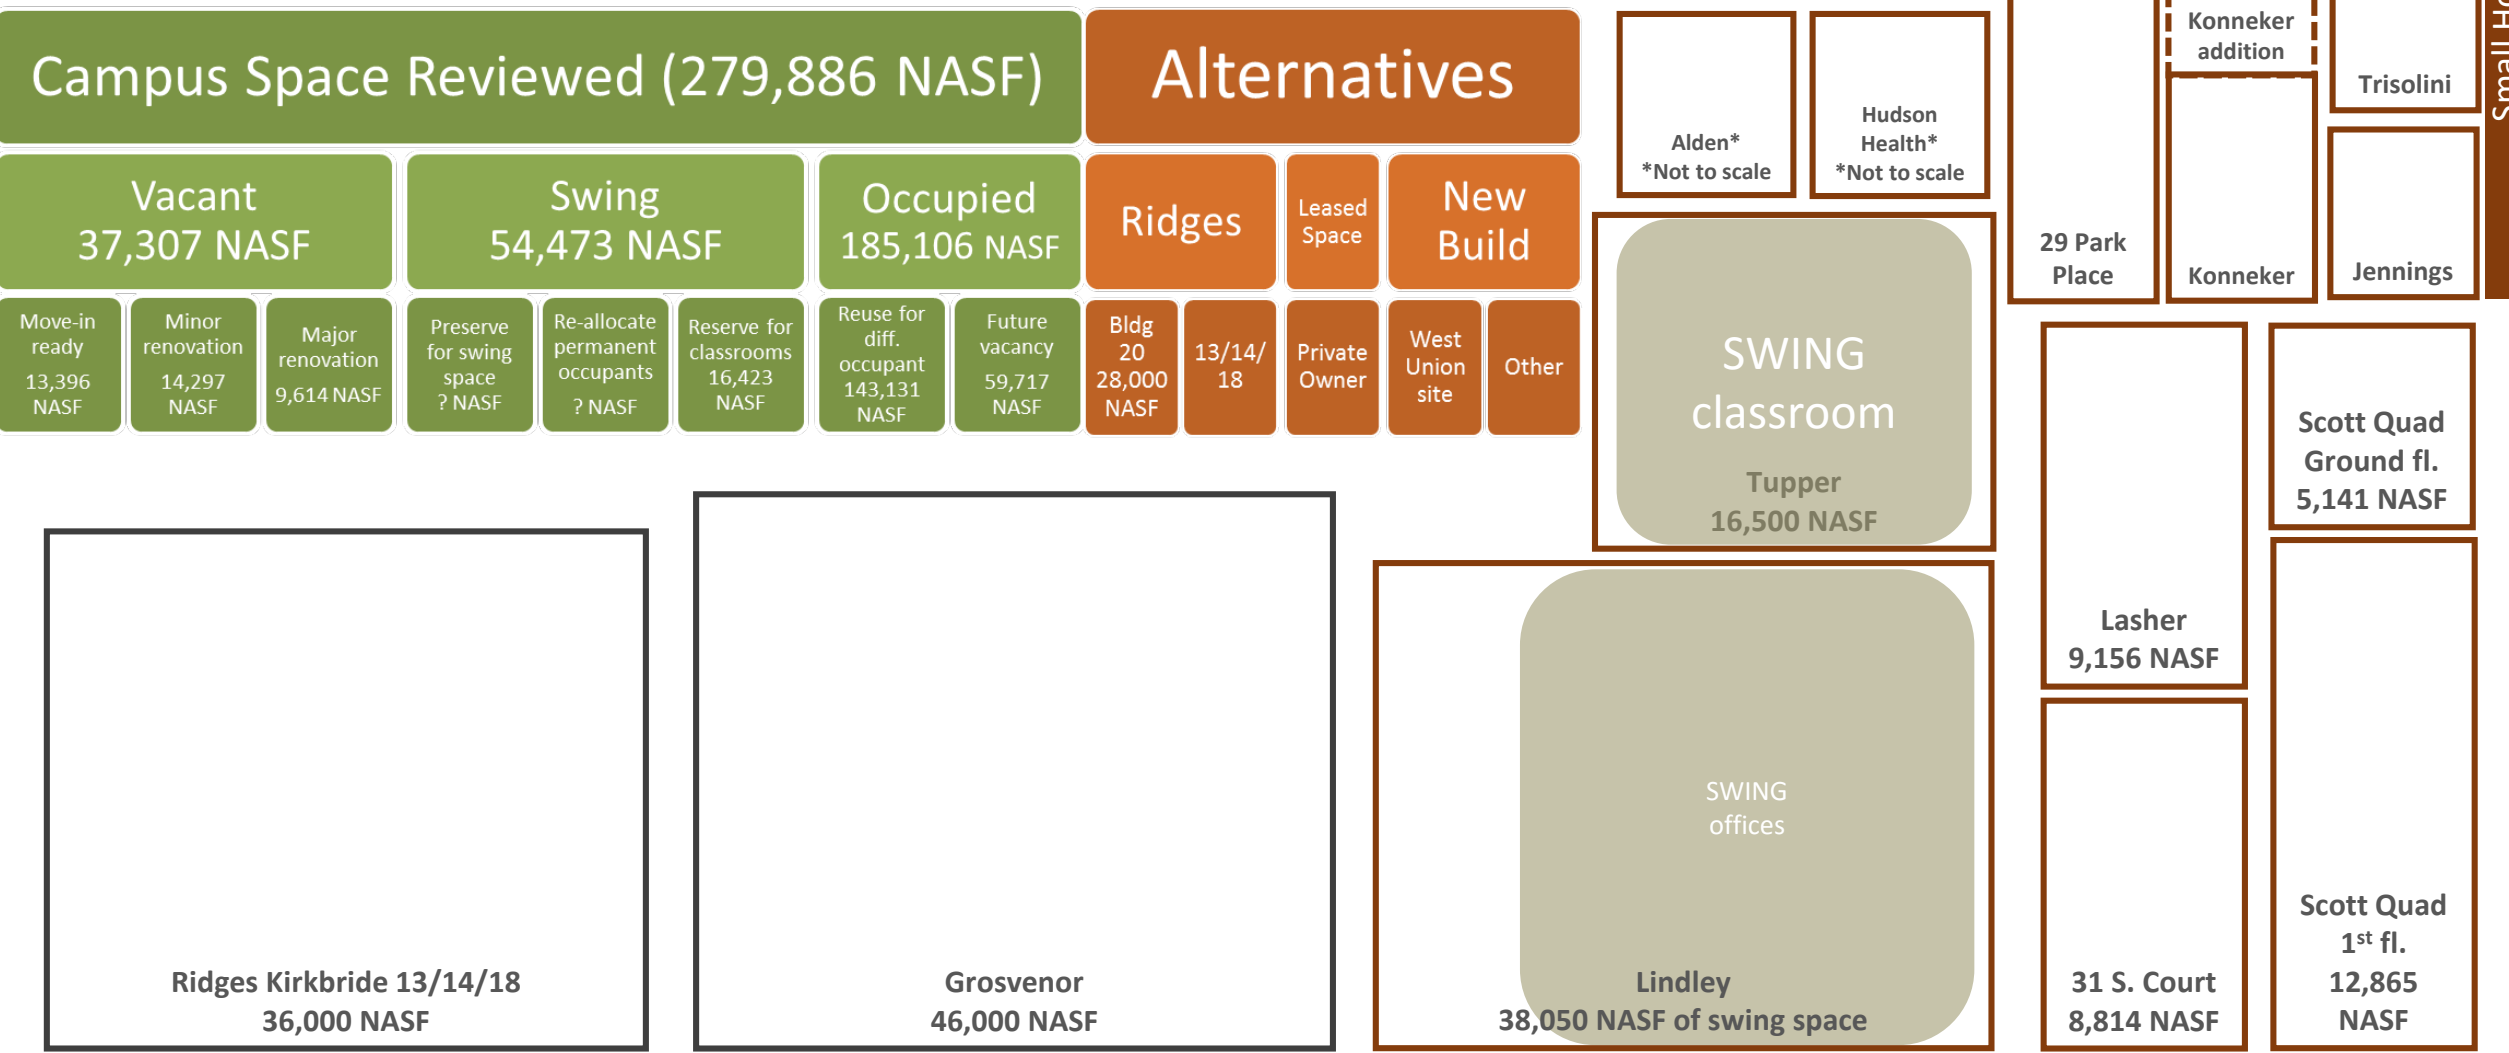 Campus Space Reviewed (279,886 NASF)
Alternatives
Vacant
37,307 NASF
Swing
54,473 NASF
Occupied
185,106 NASF
Ridges
Leased
Space
New
Build
Move-in
ready
13,396
NASF
Minor
renovation
14,297
NASF
Major
renovation
9,614 NASF
Preserve
for swing
space
? NASF
Re-allocate
permanent
occupants
? NASF
Reserve for
classrooms
16,423
NASF
Reuse for
diff.
occupant
143,131
NASF
Future
vacancy
59,717
NASF
Bldg
20
28,000
NASF
13/14/
18
Private
Owner
West
Union
site
Other
Alden*
*Not to scale
Hudson
Health*
*Not to scale
29 Park
Place
Konneker
addition
Konneker
Trisolini
Jennings
Small Ho
SWING
classroom
Tupper
16,500 NASF
Lasher
9,156 NASF
Scott Quad
Ground fl.
5,141 NASF
Ridges Kirkbride 13/14/18
36,000 NASF
Grosvenor
46,000 NASF
SWING
offices
Lindley
38,050 NASF of swing space
31 S. Court
8,814 NASF
Scott Quad
1st fl.
12,865
NASF